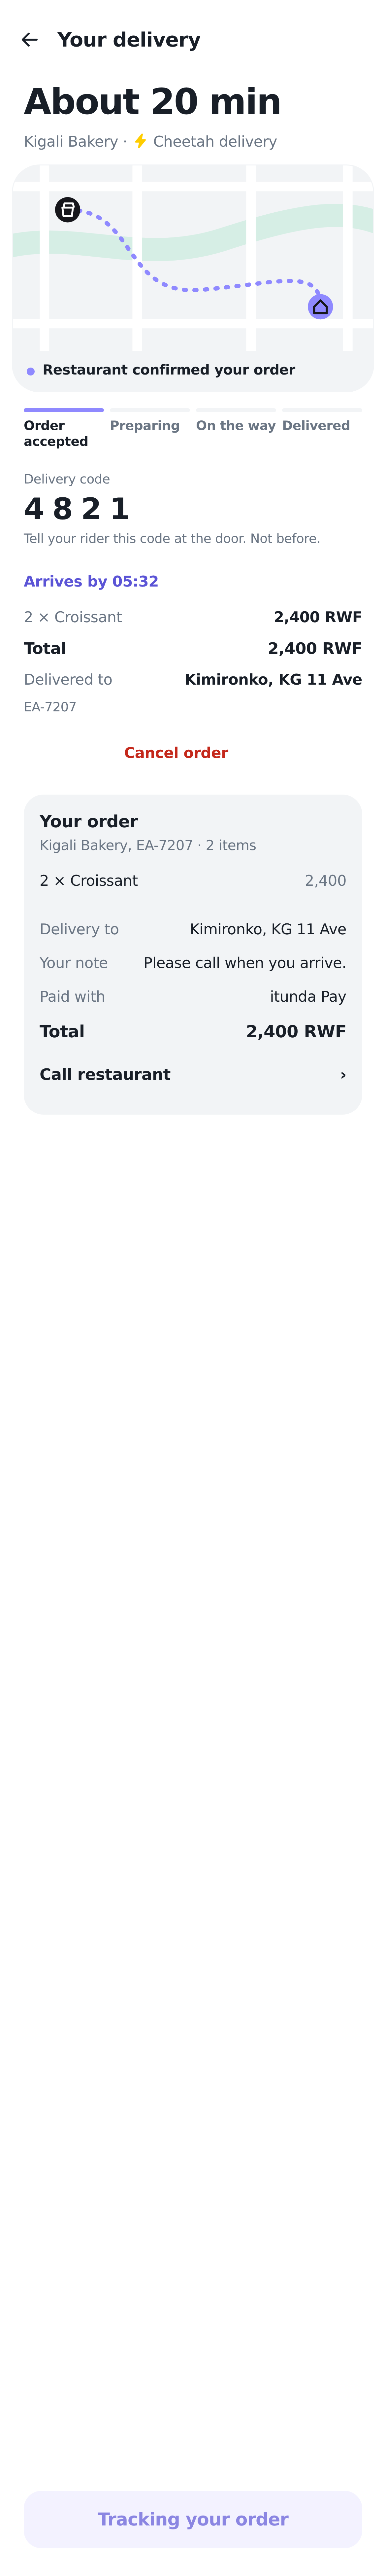 Your delivery
About 20 min
Kigali Bakery · ⚡ Cheetah delivery
Restaurant confirmed your order
Order accepted
Preparing
On the way
Delivered
Delivery code
4 8 2 1
Tell your rider this code at the door. Not before.
Arrives by 05:32
2 × Croissant 2,400 RWF
Total 2,400 RWF
Delivered to Kimironko, KG 11 Ave
EA-7207
Cancel order
Your order
Kigali Bakery, EA-7207 · 2 items
2 × Croissant 2,400
Delivery to Kimironko, KG 11 Ave
Your note Please call when you arrive.
Paid with itunda Pay
Total 2,400 RWF
Call restaurant ›
Tracking your order